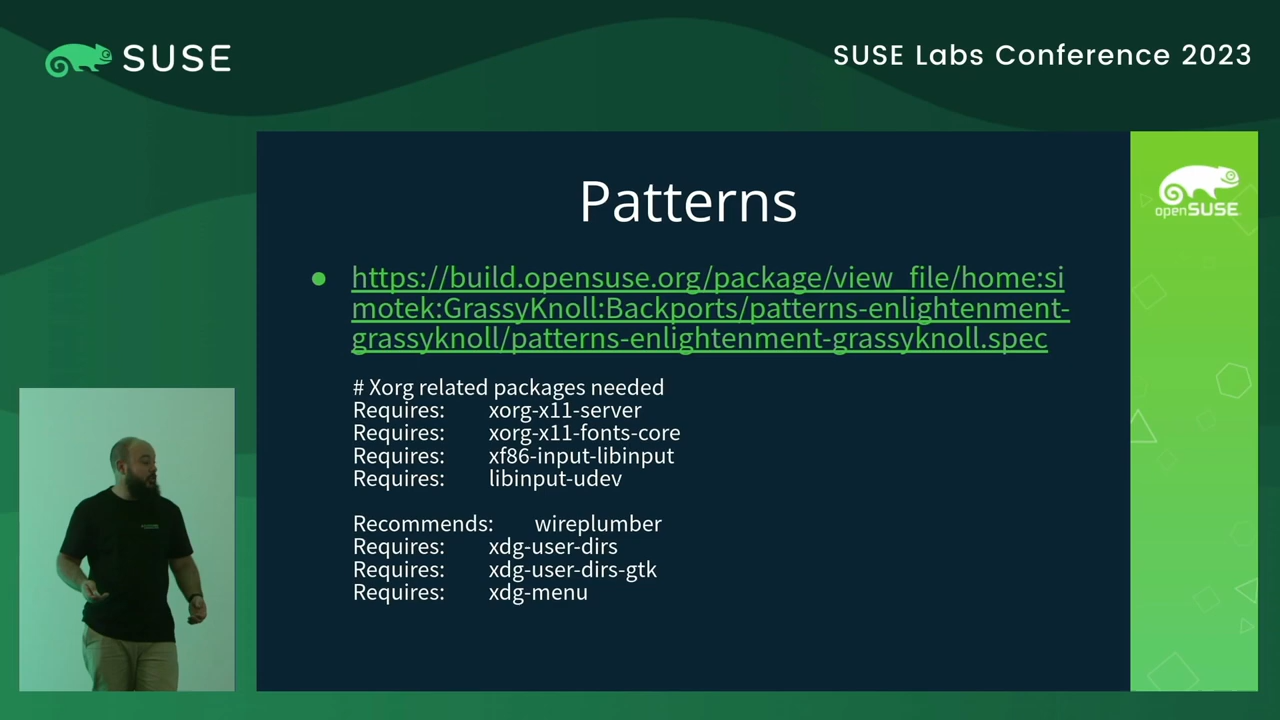 SUSE
SUSE Labs Conference 2023
openSUSE
Patterns
https://build.opensuse.org/package/view_file/home:si
motek:GrassyKnoll:Backports/patterns-enlightenment-
grassyknoll/patterns-enlightenment-grassyknoll.spec
# Xorg related packages needed
Requires: xorg-x11-server
Requires: xorg-x11-fonts-core
Requires: xf86-input-libinput
Requires: libinput-udev
Recommends: wireplumber
Requires: xdg-user-dirs
Requires: xdg-user-dirs-gtk
Requires: xdg-menu